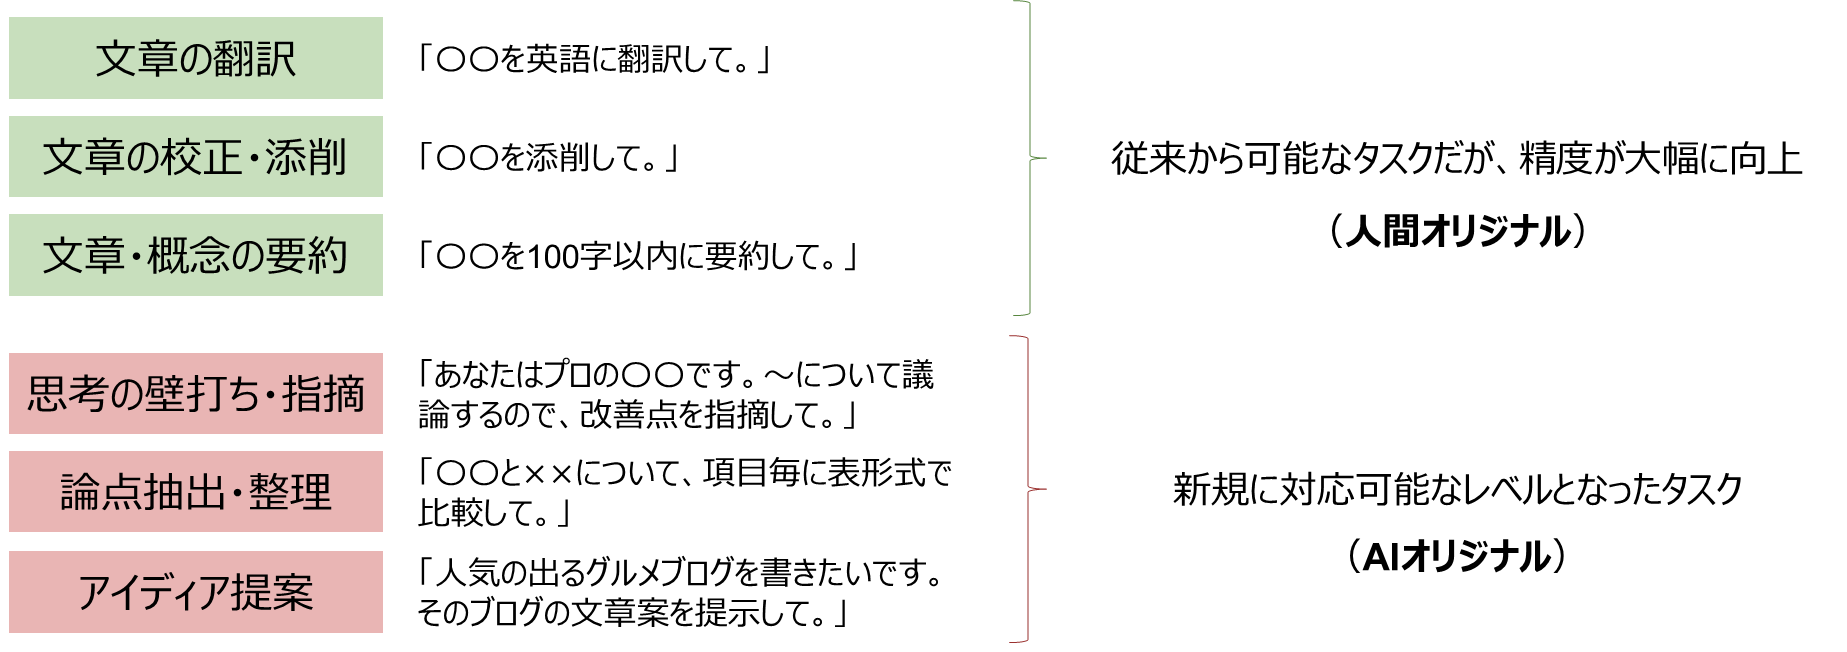 文章の翻訳
「〇〇を英語に翻訳して。」
文章の校正・添削
「〇〇を添削して。」
文章・概念の要約
「〇〇を100字以内に要約して。」
従来から可能なタスクだが、精度が大幅に向上
（人間オリジナル）
思考の壁打ち・指摘
「あなたはプロの〇〇です。～について議
論するので、改善点を指摘して。」
論点抽出・整理
「〇〇と××について、項目毎に表形式で
比較して。」
アイディア提案
「人気の出るグルメブログを書きたいです。
そのブログの文章案を提示して。」
新規に対応可能なレベルとなったタスク
（AIオリジナル）